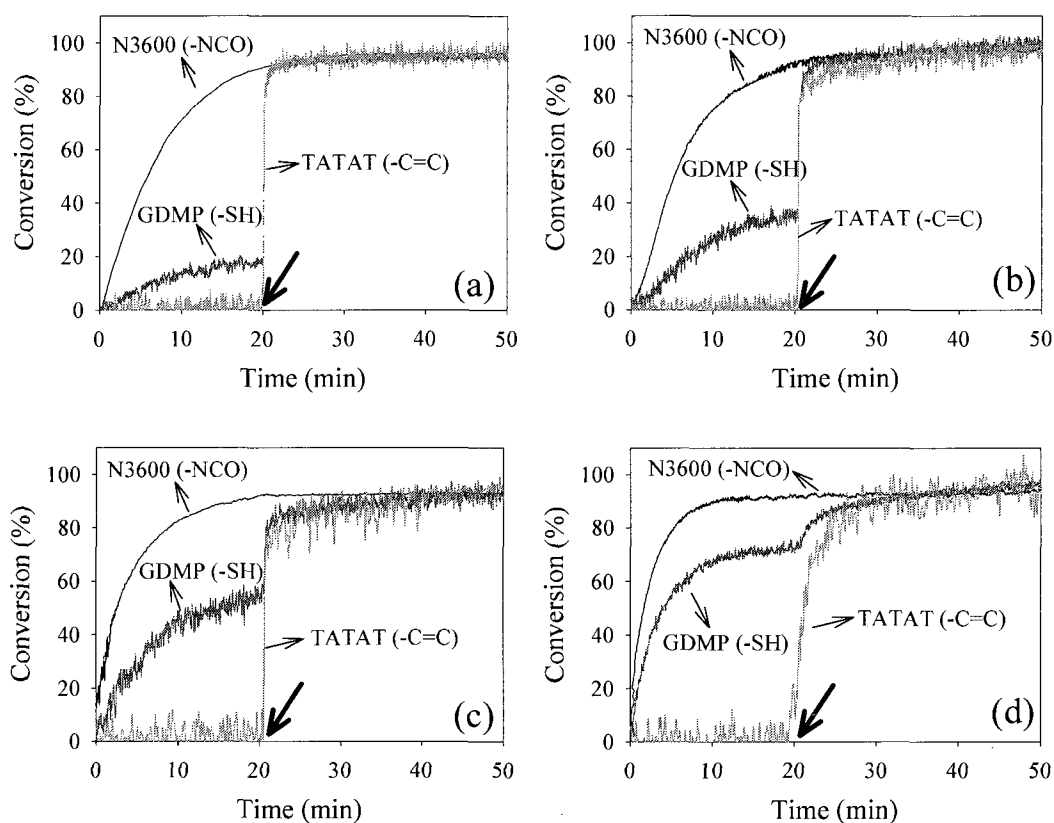 100
80
60
40
20
0
Conversion (%)
N3600 (-NCO)
TATAT (-C=C)
GDMP (-SH)
(a)
0 10 20 30 40 50
Time (min)
100
80
60
40
20
0
Conversion (%)
N3600 (-NCO)
GDMP (-SH)
TATAT (-C=C)
(b)
0 10 20 30 40 50
Time (min)
100
80
60
40
20
0
Conversion (%)
N3600 (-NCO)
GDMP (-SH)
TATAT (-C=C)
(c)
0 10 20 30 40 50
Time (min)
100
80
60
40
20
0
Conversion (%)
N3600 (-NCO)
GDMP (-SH)
TATAT (-C=C)
(d)
0 10 20 30 40 50
Time (min)